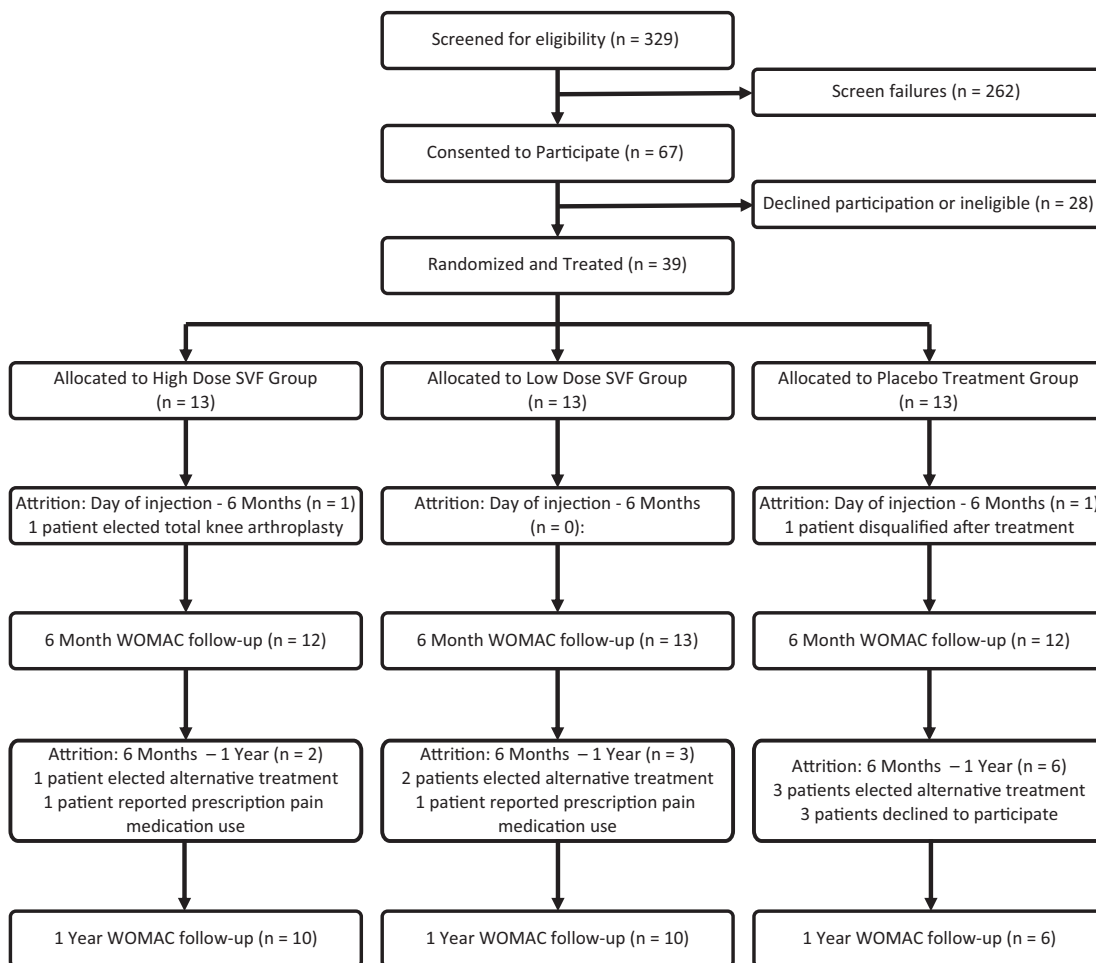 Screened for eligibility (n = 329)
Screen failures (n = 262)
Consented to Participate (n = 67)
Declined participation or ineligible (n = 28)
Randomized and Treated (n = 39)
Allocated to High Dose SVF Group
(n = 13)
Allocated to Low Dose SVF Group
(n = 13)
Allocated to Placebo Treatment Group
(n = 13)
Attrition: Day of injection - 6 Months (n = 1)
1 patient elected total knee arthroplasty
Attrition: Day of injection - 6 Months
(n = 0):
Attrition: Day of injection - 6 Months (n = 1)
1 patient disqualified after treatment
6 Month WOMAC follow-up (n = 12)
6 Month WOMAC follow-up (n = 13)
6 Month WOMAC follow-up (n = 12)
Attrition: 6 Months – 1 Year (n = 2)
1 patient elected alternative treatment
1 patient reported prescription pain
medication use
Attrition: 6 Months – 1 Year (n = 3)
2 patients elected alternative treatment
1 patient reported prescription pain
medication use
Attrition: 6 Months – 1 Year (n = 6)
3 patients elected alternative treatment
3 patients declined to participate
1 Year WOMAC follow-up (n = 10)
1 Year WOMAC follow-up (n = 10)
1 Year WOMAC follow-up (n = 6)